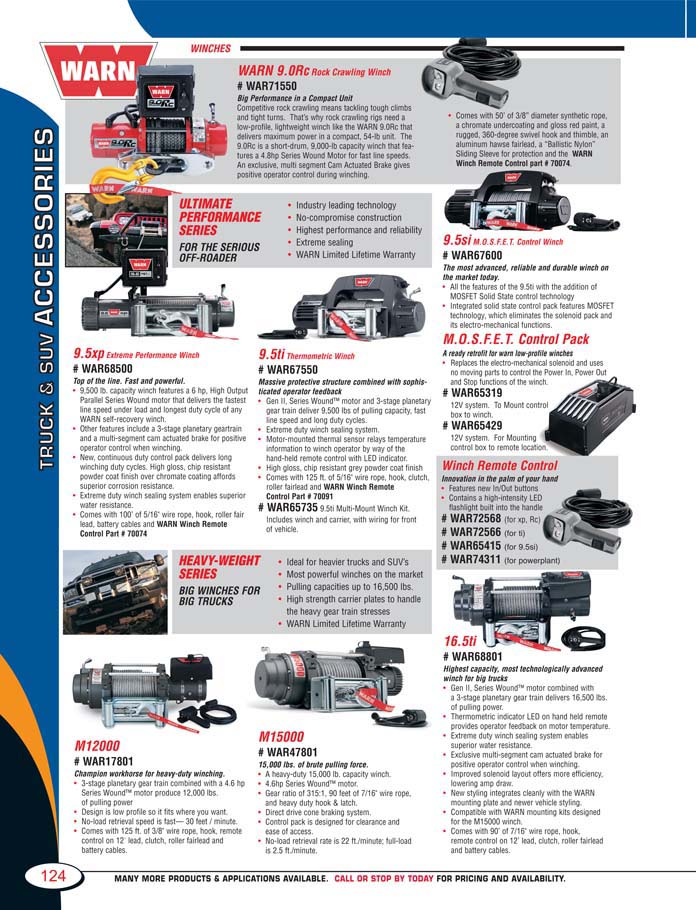 WARN
WINCHES
WARN 9.0Rc Rock Crawling Winch
# WAR71550
Big Performance in a Compact Unit
Competitive rock crawling means tackling tough climbs
and tight turns. That's why rock crawling rigs need a
low-profile, lightweight winch like the WARN 9.0Rc that
delivers maximum power in a compact, 54-lb unit. The
9.0Rc is a short-drum, 9,000-lb capacity winch that
features a 4.8hp Series Wound Motor for fast line speeds.
An exclusive, multi segment Cam Actuated Brake gives
positive operator control during winching.
• Comes with 50' of 3/8" diameter synthetic rope,
a chromate undercoating and gloss red paint, a
rugged, 360-degree swivel hook and thimble, an
aluminum hawse fairlead, a "Ballistic Nylon"
Sliding Sleeve for protection and the WARN
Winch Remote Control part # 70074.
TRUCK & SUV ACCESSORIES
ULTIMATE
PERFORMANCE
SERIES
FOR THE SERIOUS
OFF-ROADER
• Industry leading technology
• No-compromise construction
• Highest performance and reliability
• Extreme sealing
• WARN Limited Lifetime Warranty
9.5si M.O.S.F.E.T. Control Winch
# WAR67600
The most advanced, reliable and durable winch on
the market today.
• All the features of the 9.5ti with the addition of
MOSFET Solid State control technology
• Integrated solid state control pack features MOSFET
technology, which eliminates the solenoid pack and
its electro-mechanical functions.
M.O.S.F.E.T. Control Pack
A ready retrofit for warn low-profile winches
• Replaces the electro-mechanical solenoid and uses
no moving parts to control the Power In, Power Out
and Stop functions of the winch.
# WAR65319
12V system. To Mount control
box to winch.
# WAR65429
12V system. For Mounting
control box to remote location.
9.5xp Extreme Performance Winch
# WAR68500
Top of the line. Fast and powerful.
• 9,500 lb. capacity winch features a 6 hp, High Output
Parallel Series Wound motor that delivers the fastest
line speed under load and longest duty cycle of any
WARN self-recovery winch.
• Other features include a 3-stage planetary geartrain
and a multi-segment cam actuated brake for positive
operator control when winching.
• New, continuous duty control pack delivers long
winching duty cycles. High gloss, chip resistant
powder coat finish over chromate coating affords
superior corrosion resistance.
• Extreme duty winch sealing system enables superior
water resistance.
• Comes with 100' of 5/16" wire rope, hook, roller fair
lead, battery cables and WARN Winch Remote
Control Part # 70074
9.5ti Thermometric Winch
# WAR67550
Massive protective structure combined with sophis-
ticated operator feedback
• Gen II, Series Wound™ motor and 3-stage planetary
gear train deliver 9,500 lbs of pulling capacity, fast
line speed and long duty cycles.
• Extreme duty winch sealing system.
• Motor-mounted thermal sensor relays temperature
information to winch operator by way of the
hand-held remote control with LED indicator.
• High gloss, chip resistant grey powder coat finish
• Comes with 125 ft. of 5/16" wire rope, hook, clutch,
roller fairlead and WARN Winch Remote
Control Part # 70091
# WAR65735 9.5ti Multi-Mount Winch Kit.
Includes winch and carrier, with wiring for front
of vehicle.
Winch Remote Control
Innovation in the palm of your hand
• Features new In/Out buttons
• Contains a high-intensity LED
flashlight built into the handle
# WAR72568 (for xp, Rc)
# WAR72566 (for ti)
# WAR65415 (for 9.5si)
# WAR74311 (for powerplant)
HEAVY-WEIGHT
SERIES
BIG WINCHES FOR
BIG TRUCKS
• Ideal for heavier trucks and SUV's
• Most powerful winches on the market
• Pulling capacities up to 16,500 lbs.
• High strength carrier plates to handle
the heavy gear train stresses
• WARN Limited Lifetime Warranty
16.5ti
# WAR68801
Highest capacity, most technologically advanced
winch for big trucks
• Gen II, Series Wound™ motor combined with
a 3-stage planetary gear train delivers 16,500 lbs.
of pulling power.
• Thermometric indicator LED on hand held remote
provides operator feedback on motor temperature.
• Extreme duty winch sealing system enables
superior water resistance.
• Exclusive multi-segment cam actuated brake for
positive operator control when winching.
• Improved solenoid layout offers more efficiency,
lowering amp draw.
• New styling integrates cleanly with the WARN
mounting plate and newer vehicle styling.
• Compatible with WARN mounting kits designed
for the M15000 winch.
• Comes with 90' of 7/16" wire rope, hook,
remote control on 12' lead, clutch, roller fairlead
and battery cables.
M12000
# WAR17801
Champion workhorse for heavy-duty winching.
• 3-stage planetary gear train combined with a 4.6 hp
Series Wound™ motor produce 12,000 lbs.
of pulling power
• Design is low profile so it fits where you want.
• No-load retrieval speed is fast— 30 feet / minute.
• Comes with 125 ft. of 3/8' wire rope, hook, remote
control on 12' lead, clutch, roller fairlead and
battery cables.
M15000
# WAR47801
15,000 lbs. of brute pulling force.
• A heavy-duty 15,000 lb. capacity winch.
• 4.6hp Series Wound™ motor.
• Gear ratio of 315:1, 90 feet of 7/16" wire rope,
and heavy duty hook & latch.
• Direct drive cone braking system.
• Control pack is designed for clearance and
ease of access.
• No-load retrieval rate is 22 ft./minute; full-load
is 2.5 ft./minute.
124
MANY MORE PRODUCTS & APPLICATIONS AVAILABLE. CALL OR STOP BY TODAY FOR PRICING AND AVAILABILITY.